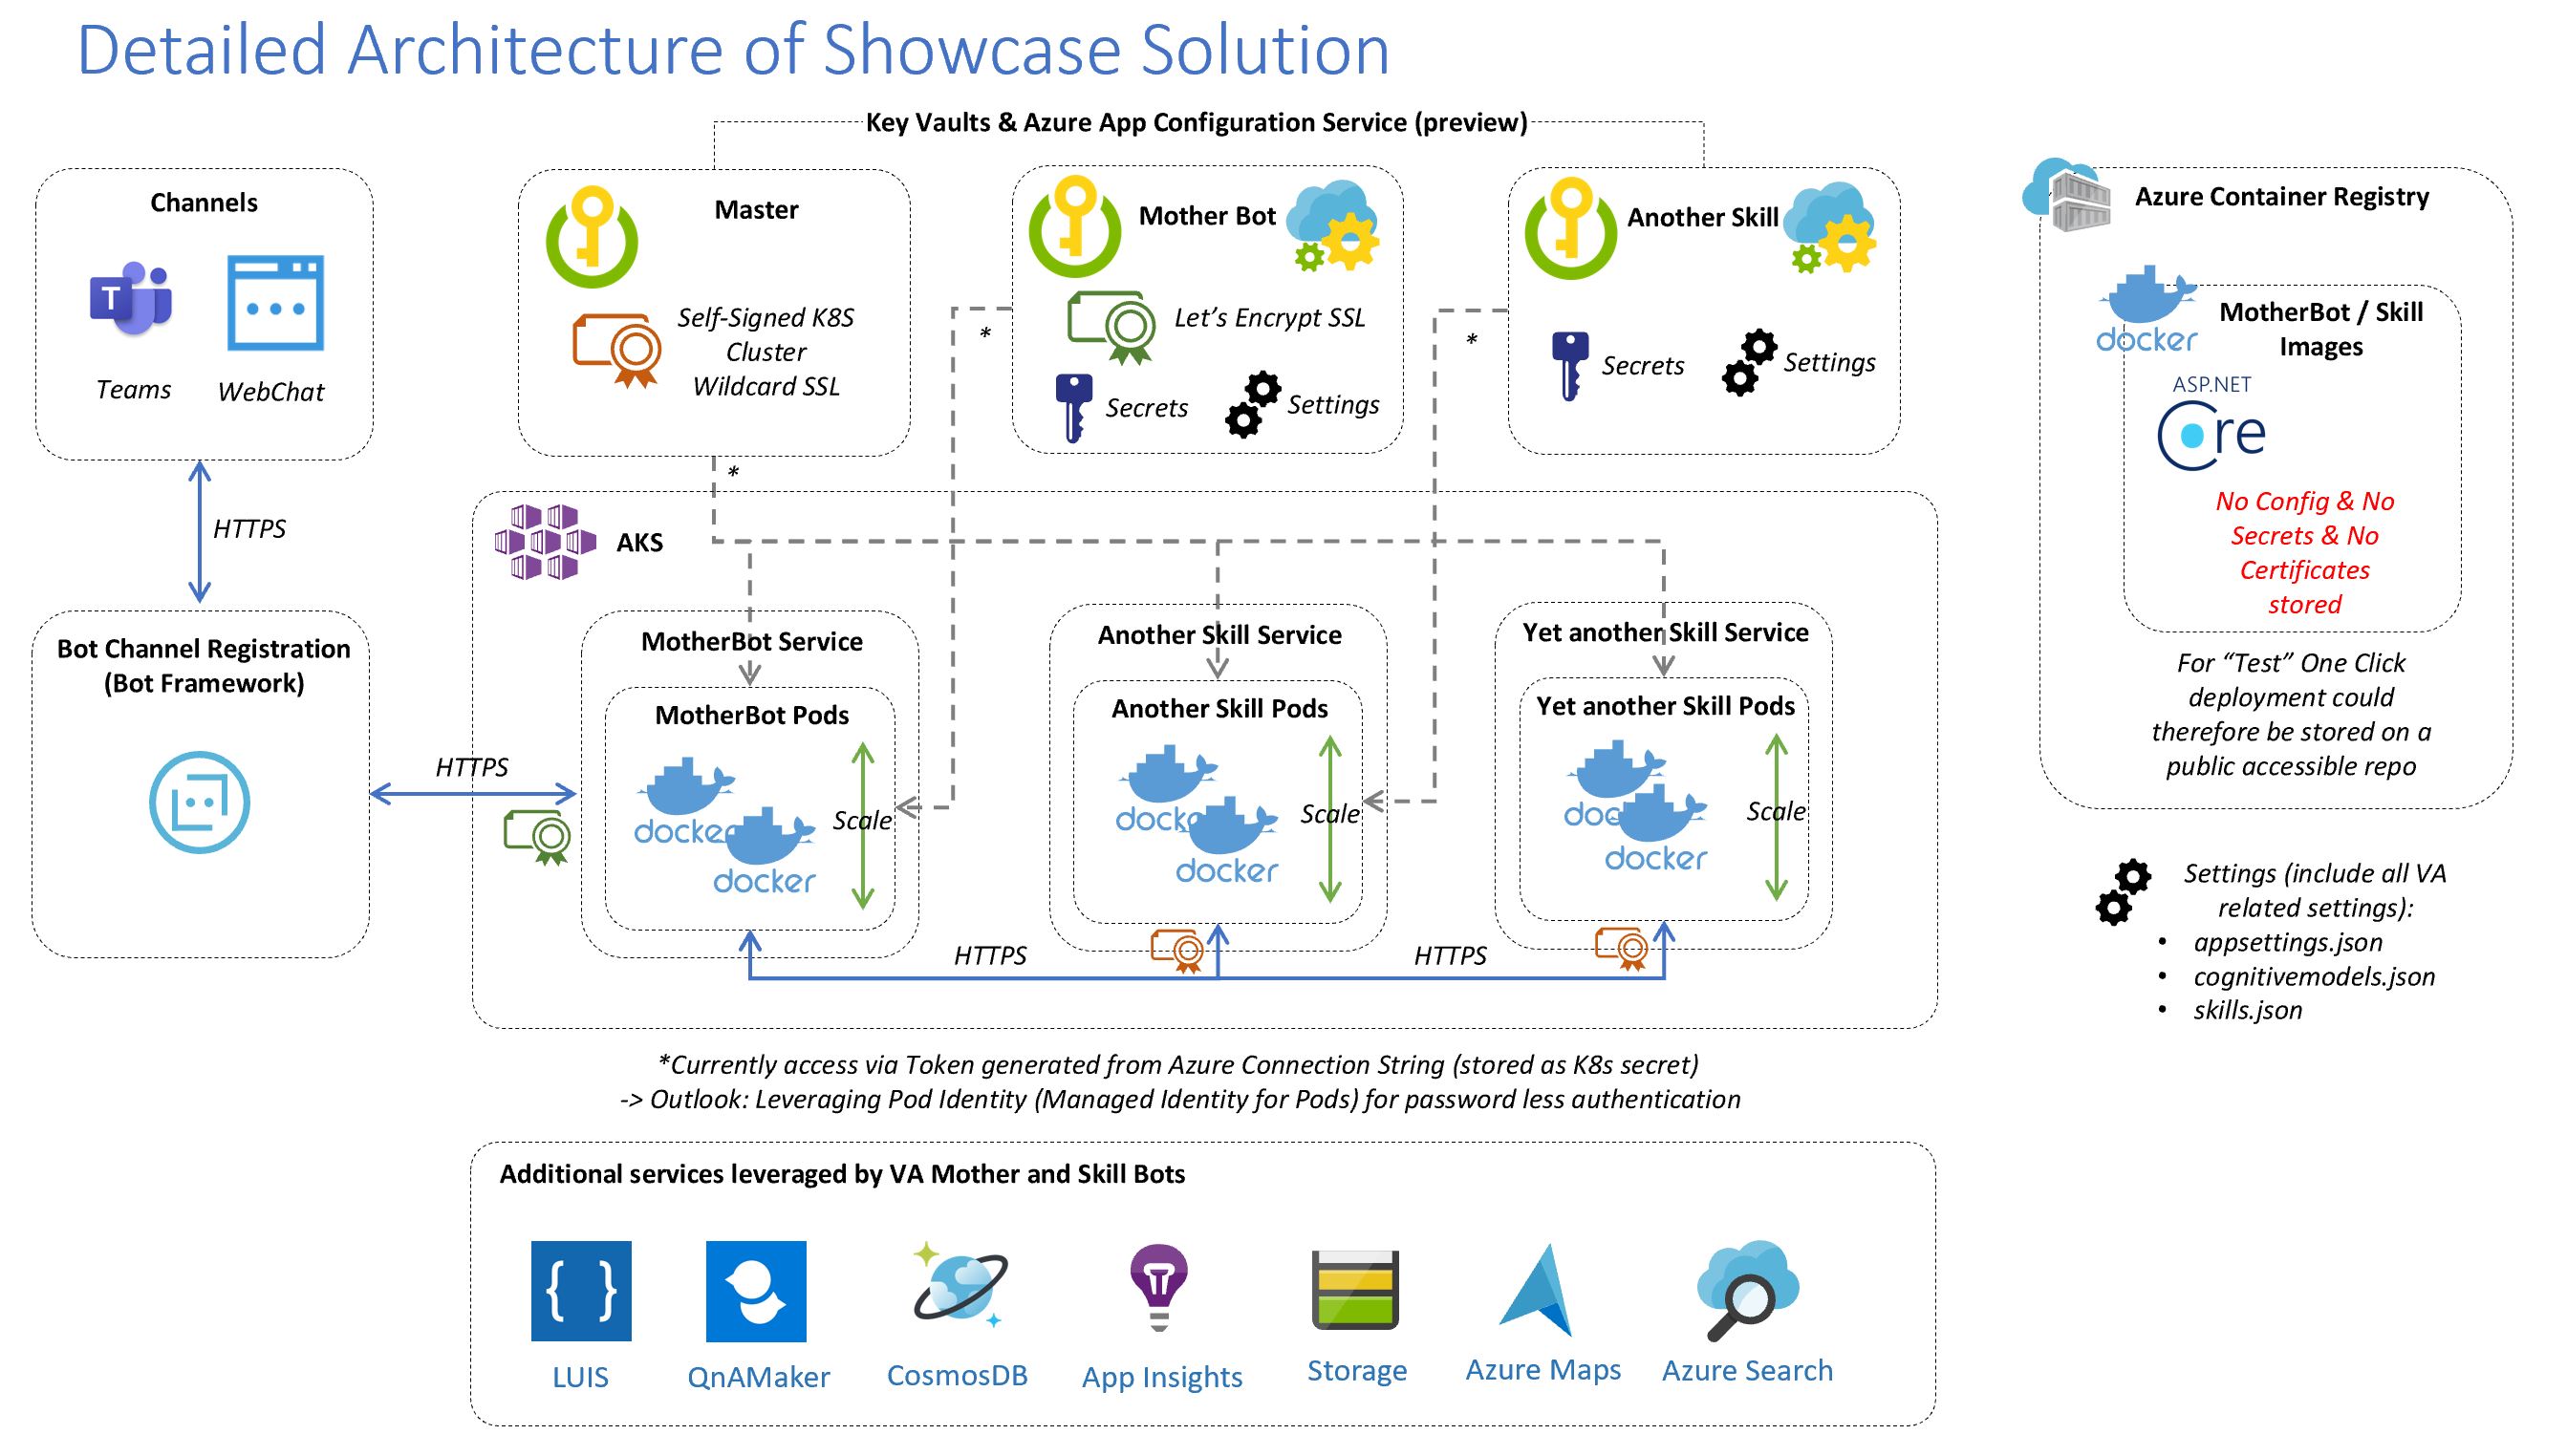 Detailed Architecture of Showcase Solution
Key Vaults & Azure App Configuration Service (preview)
Channels
T
Teams
WebChat
HTTPS
Bot Channel Registration
(Bot Framework)
HTTPS
Master
Self-Signed K8S
Cluster
Wildcard SSL
*
Mother Bot
Let's Encrypt SSL
Secrets
Settings
*
Another Skill
Secrets
Settings
*
AKS
MotherBot Service
MotherBot Pods
docker
docker
Scale
Another Skill Service
Another Skill Pods
docker
docker
Scale
Yet another Skill Service
Yet another Skill Pods
docker
docker
Scale
HTTPS
HTTPS
*Currently access via Token generated from Azure Connection String (stored as K8s secret)
-> Outlook: Leveraging Pod Identity (Managed Identity for Pods) for password less authentication
Additional services leveraged by VA Mother and Skill Bots
{ }
LUIS
QnAMaker
CosmosDB
App Insights
Storage
Azure Maps
Azure Search
Azure Container Registry
docker
MotherBot / Skill
Images
ASP.NET
Core
No Config & No
Secrets & No
Certificates
stored
For “Test” One Click
deployment could
therefore be stored on a
public accessible repo
Settings (include all VA
related settings):
• appsettings.json
• cognitivemodels.json
• skills.json